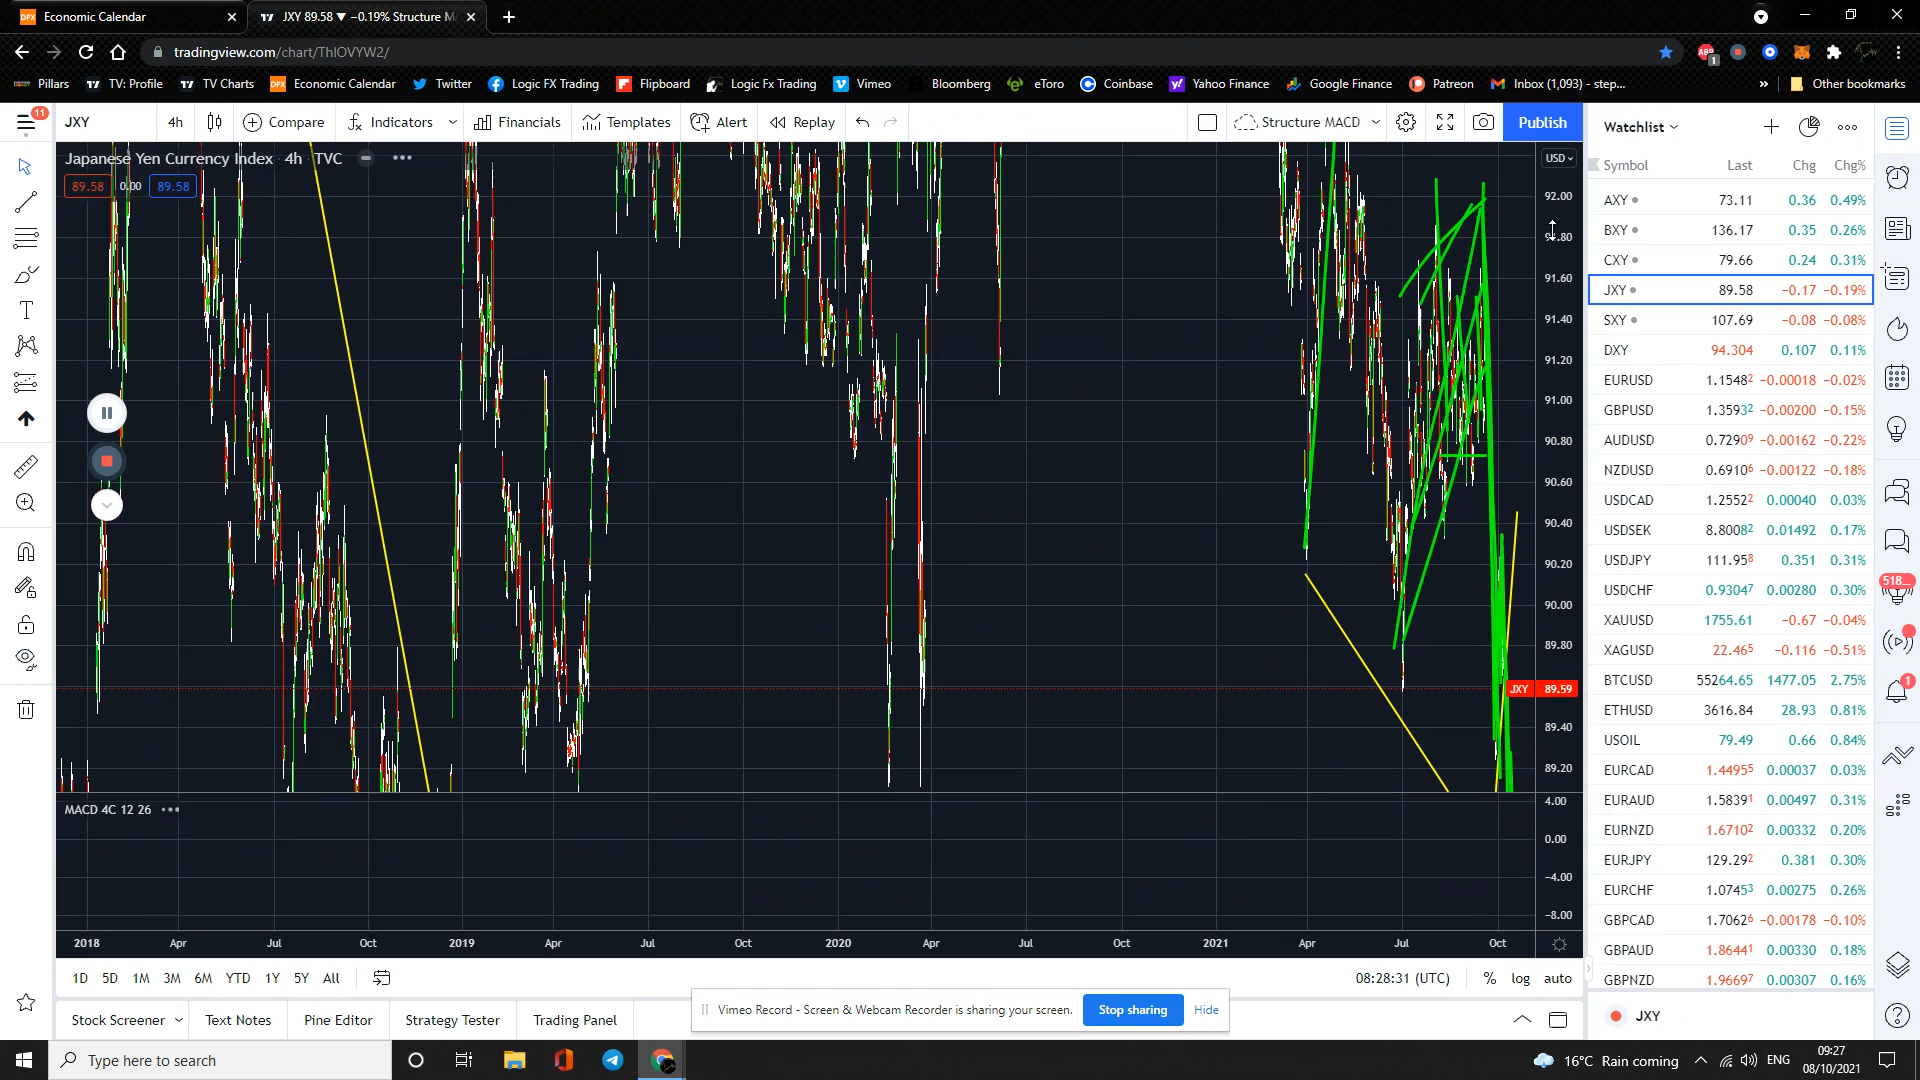 Economic Calendar
JXY 89.58 ▼ −0.19% Structure M
tradingview.com/chart/ThIOVYW2/
Pillars TV: Profile TV Charts Economic Calendar Twitter Logic FX Trading Flipboard Logic Fx Trading Vimeo Bloomberg eToro Coinbase Yahoo Finance Google Finance Patreon Inbox (1,093) - step... » Other bookmarks
11 JXY 4h Compare Indicators Financials Templates Alert Replay Structure MACD Publish
Watchlist
Japanese Yen Currency Index · 4h · TVC
89.58 0.00 89.58
USD
92.00
91.80
91.60
91.40
91.20
91.00
90.80
90.60
90.40
90.20
90.00
89.80
JXY 89.59
89.40
89.20
MACD 4C 12 26
4.00
0.00
−4.00
−8.00
2018 Apr Jul Oct 2019 Apr Jul Oct 2020 Apr Jul Oct 2021 Apr Jul Oct
1D 5D 1M 3M 6M YTD 1Y 5Y All 08:28:31 (UTC) % log auto
Symbol Last Chg Chg%
AXY 73.11 0.36 0.49%
BXY 136.17 0.35 0.26%
CXY 79.66 0.24 0.31%
JXY 89.58 −0.17 −0.19%
SXY 107.69 −0.08 −0.08%
DXY 94.304 0.107 0.11%
EURUSD 1.15482 −0.00018 −0.02%
GBPUSD 1.35932 −0.00200 −0.15%
AUDUSD 0.72909 −0.00162 −0.22%
NZDUSD 0.69106 −0.00122 −0.18%
USDCAD 1.25522 0.00040 0.03%
USDSEK 8.80082 0.01492 0.17%
USDJPY 111.958 0.351 0.31%
USDCHF 0.93047 0.00280 0.30%
XAUUSD 1755.61 −0.67 −0.04%
XAGUSD 22.465 −0.116 −0.51%
BTCUSD 55264.65 1477.05 2.75%
ETHUSD 3616.84 28.93 0.81%
USOIL 79.49 0.66 0.84%
EURCAD 1.44955 0.00037 0.03%
EURAUD 1.58391 0.00497 0.31%
EURNZD 1.67102 0.00332 0.20%
EURJPY 129.292 0.381 0.30%
EURCHF 1.07453 0.00275 0.26%
GBPCAD 1.70626 −0.00178 −0.10%
GBPAUD 1.86441 0.00330 0.18%
GBPNZD 1.96697 0.00307 0.16%
JXY
518...
1
Vimeo Record - Screen & Webcam Recorder is sharing your screen. Stop sharing Hide
Stock Screener Text Notes Pine Editor Strategy Tester Trading Panel
Type here to search
16°C Rain coming ENG
09:27
08/10/2021